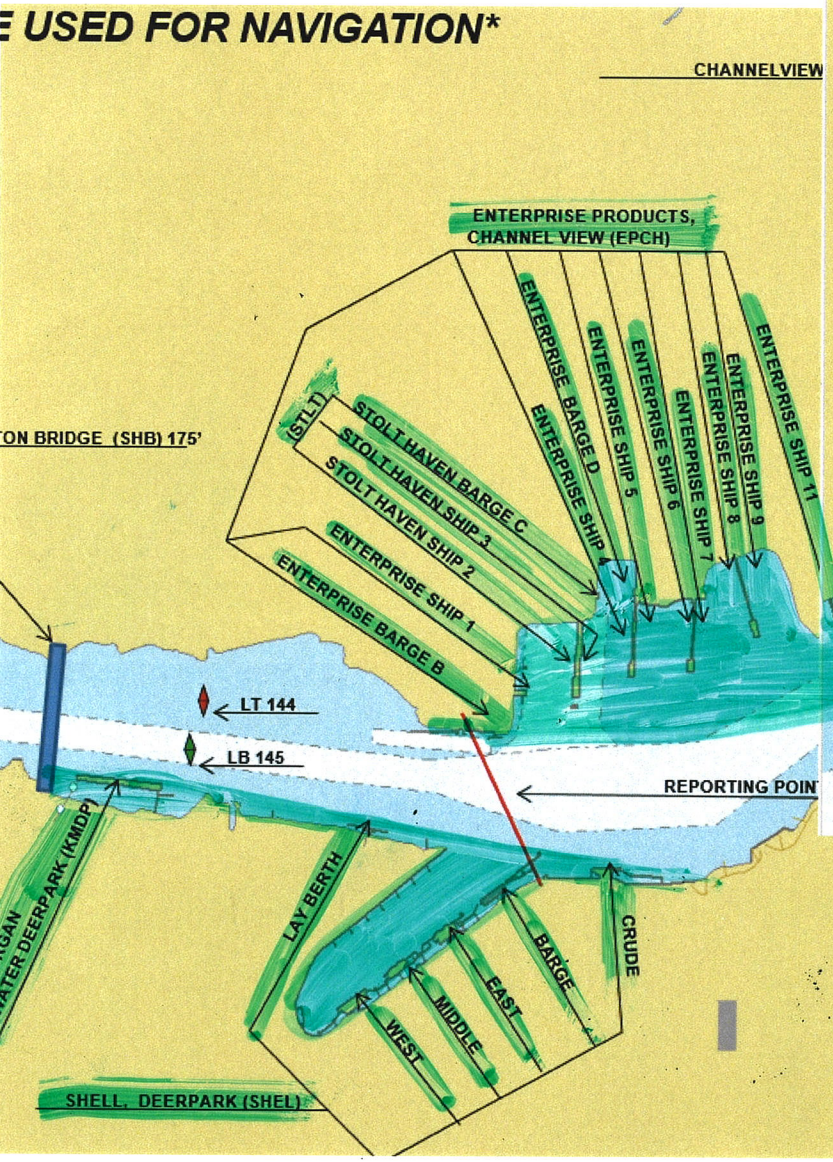 E USED FOR NAVIGATION*
CHANNELVIEW
ENTERPRISE PRODUCTS,
CHANNEL VIEW (EPCH)
ENTERPRISE BARGE D
ENTERPRISE SHIP
ENTERPRISE SHIP 5
ENTERPRISE SHIP 6
ENTERPRISE SHIP 7
ENTERPRISE SHIP 8
ENTERPRISE SHIP 9
ENTERPRISE SHIP 11
(STLT)
STOLT HAVEN BARGE C
STOLT HAVEN SHIP 3
STOLT HAVEN SHIP 2
ENTERPRISE SHIP 1
ENTERPRISE BARGE B
TON BRIDGE (SHB) 175'
LT 144
LB 145
REPORTING POIN
RGAN
WATER DEERPARK (KMDP)
LAY BERTH
WEST
MIDDLE
EAST
BARGE
CRUDE
SHELL, DEERPARK (SHEL)